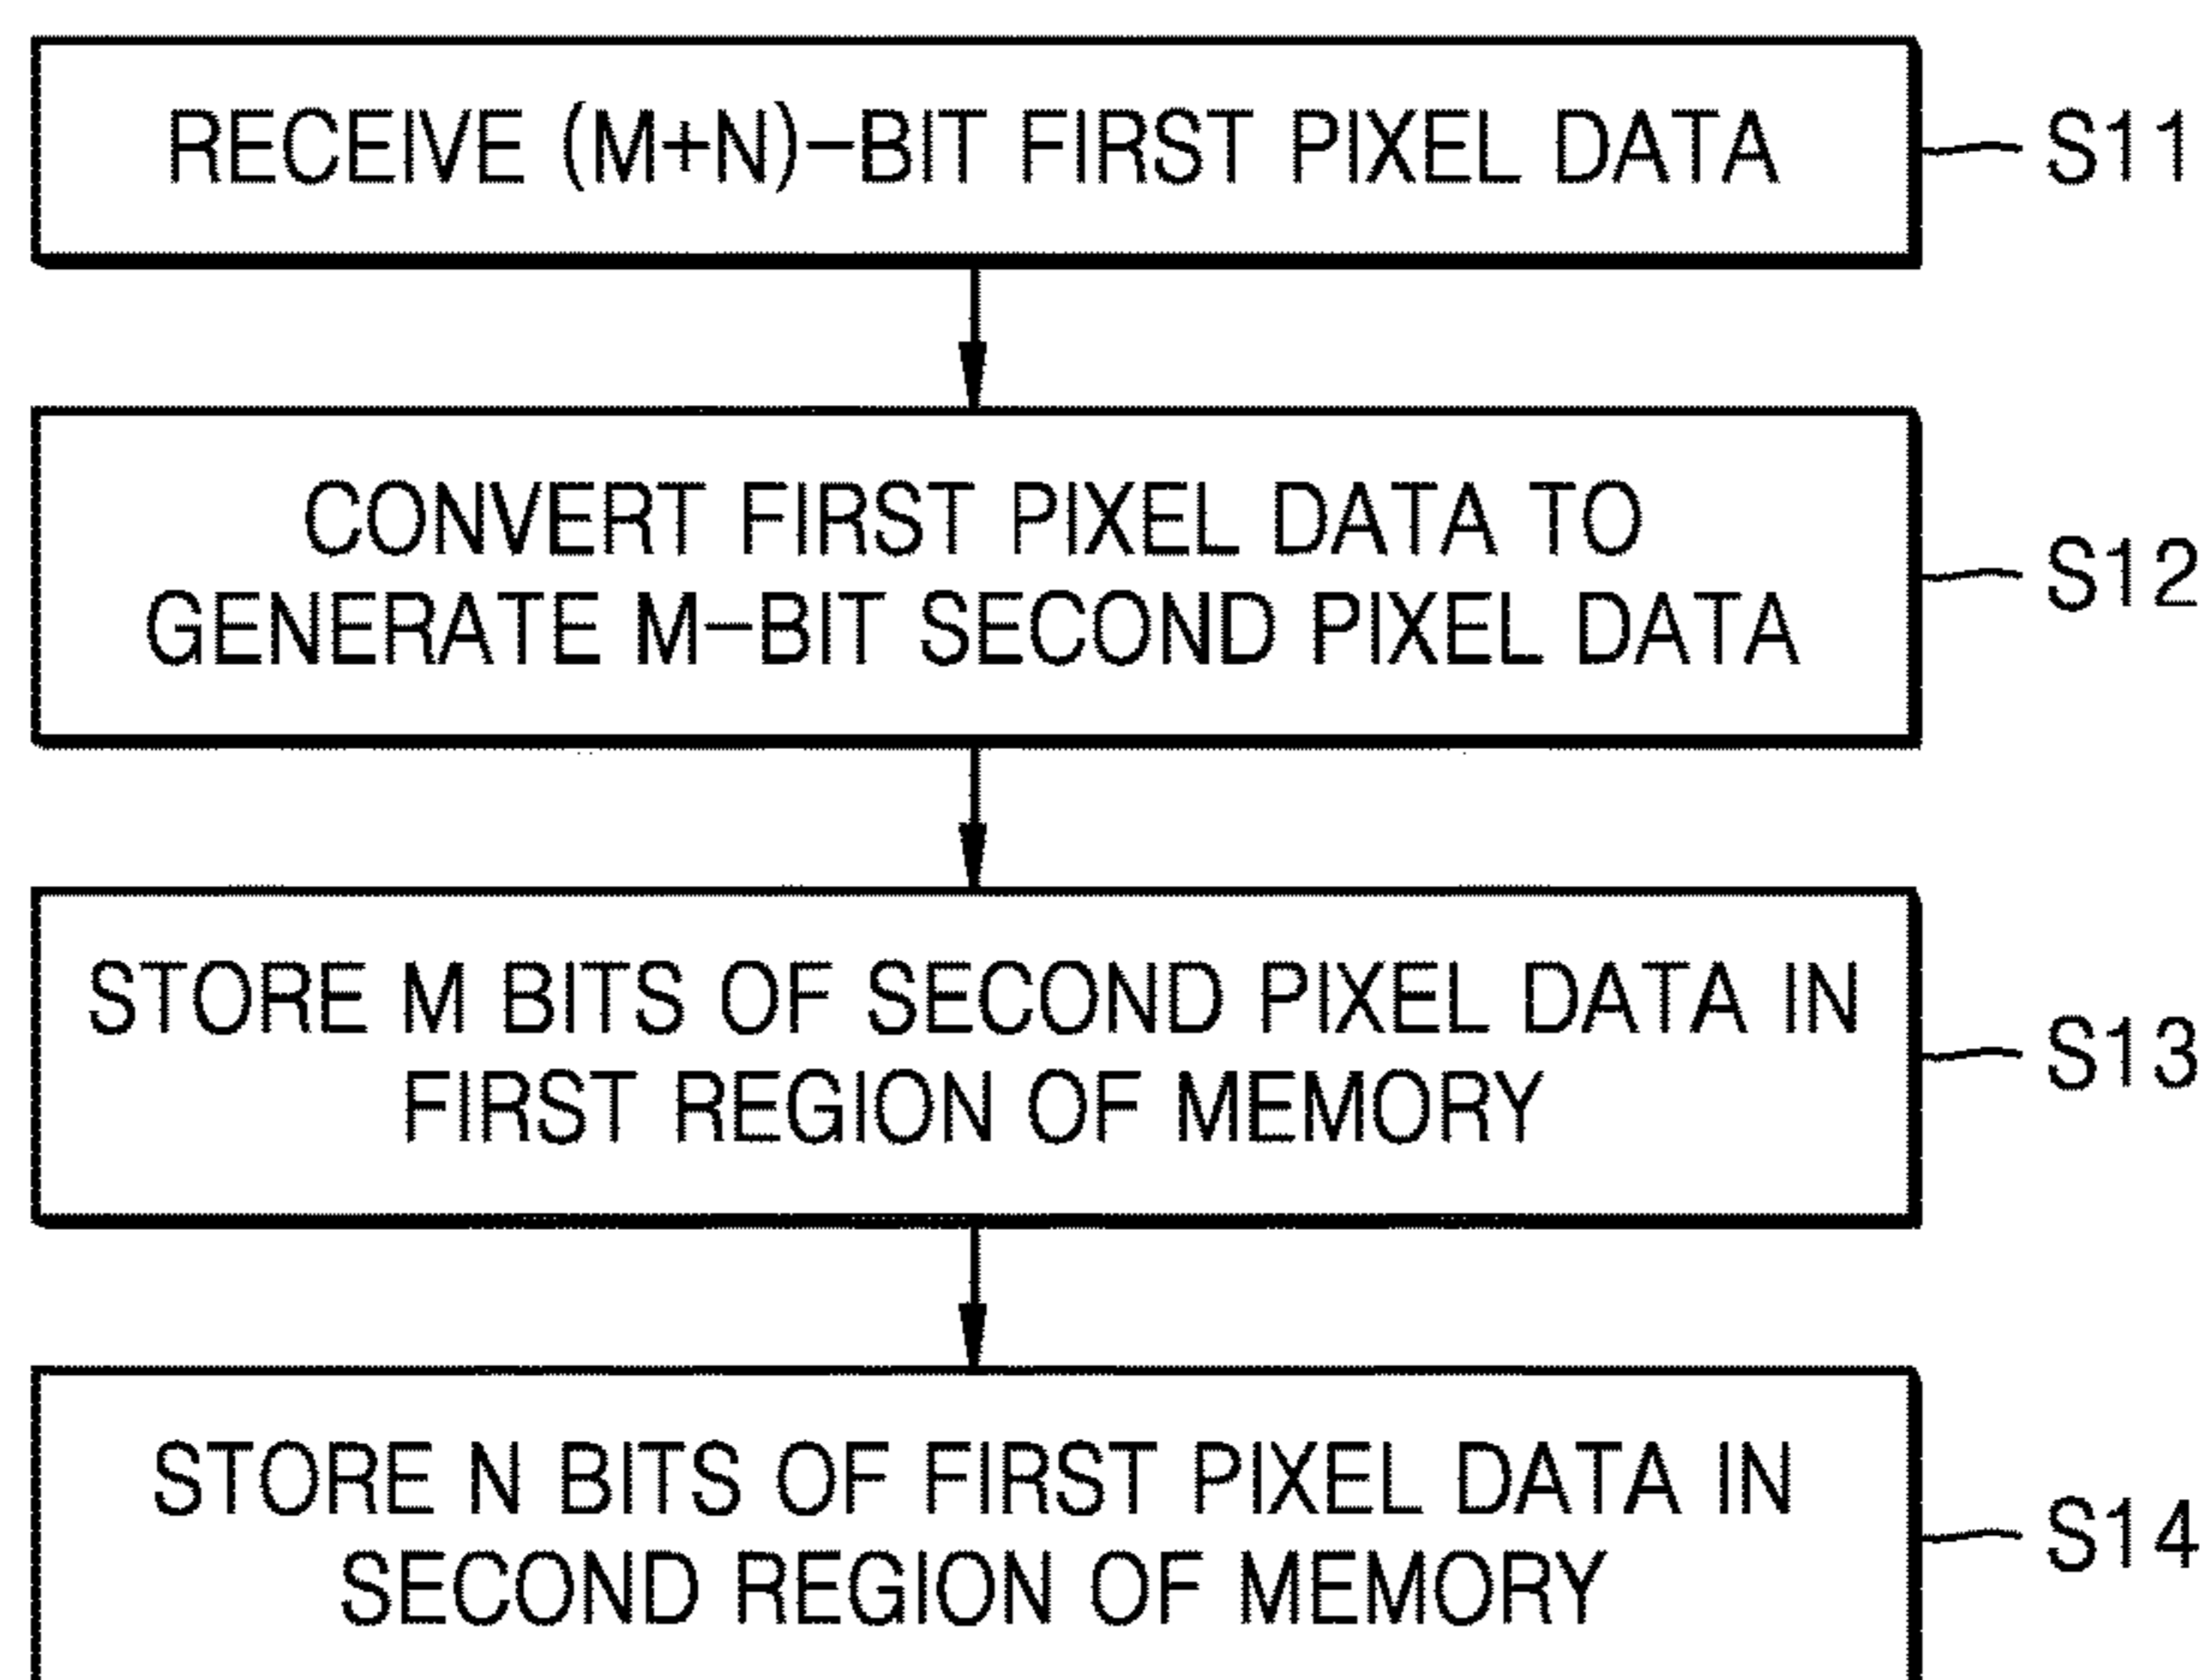 RECEIVE (M+N)-BIT FIRST PIXEL DATA
S11
CONVERT FIRST PIXEL DATA TO
GENERATE M-BIT SECOND PIXEL DATA
S12
STORE M BITS OF SECOND PIXEL DATA IN
FIRST REGION OF MEMORY
S13
STORE N BITS OF FIRST PIXEL DATA IN
SECOND REGION OF MEMORY
S14